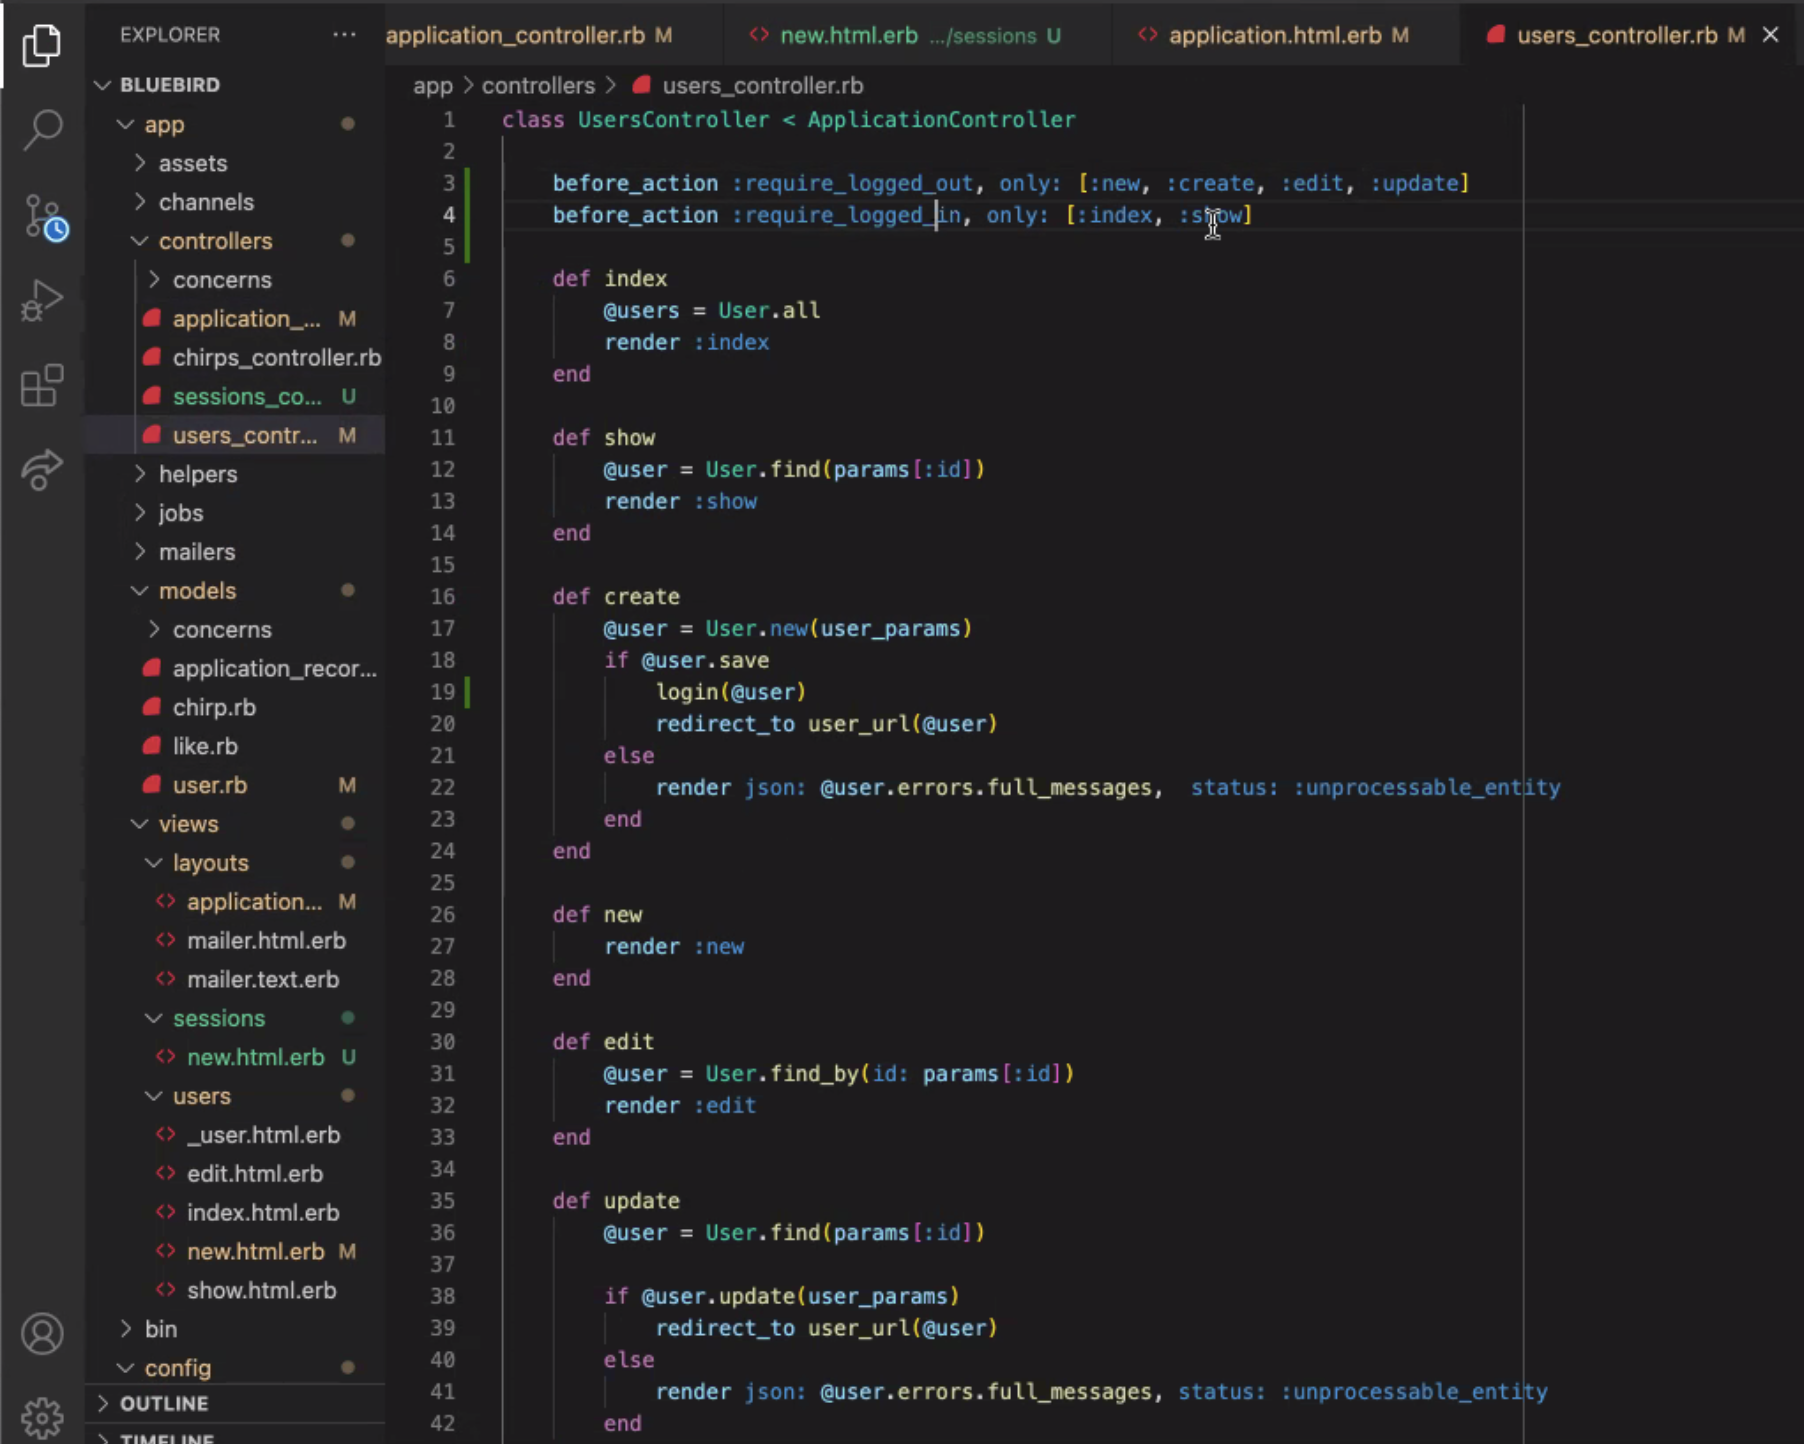 EXPLORER
BLUEBIRD
app
assets
channels
controllers
concerns
application_... M
chirps_controller.rb
sessions_co... U
users_contr... M
helpers
jobs
mailers
models
concerns
application_recor...
chirp.rb
like.rb
user.rb M
views
layouts
application... M
mailer.html.erb
mailer.text.erb
sessions
new.html.erb U
users
_user.html.erb
edit.html.erb
index.html.erb
new.html.erb M
show.html.erb
bin
config
OUTLINE
TIMELINE
application_controller.rb M
new.html.erb .../sessions U
application.html.erb M
users_controller.rb M
app > controllers > users_controller.rb
1 class UsersController < ApplicationController
2
3 before_action :require_logged_out, only: [:new, :create, :edit, :update]
4 before_action :require_logged_in, only: [:index, :show]
5
6 def index
7 @users = User.all
8 render :index
9 end
10
11 def show
12 @user = User.find(params[:id])
13 render :show
14 end
15
16 def create
17 @user = User.new(user_params)
18 if @user.save
19 login(@user)
20 redirect_to user_url(@user)
21 else
22 render json: @user.errors.full_messages,  status: :unprocessable_entity
23 end
24 end
25
26 def new
27 render :new
28 end
29
30 def edit
31 @user = User.find_by(id: params[:id])
32 render :edit
33 end
34
35 def update
36 @user = User.find(params[:id])
37
38 if @user.update(user_params)
39 redirect_to user_url(@user)
40 else
41 render json: @user.errors.full_messages, status: :unprocessable_entity
42 end